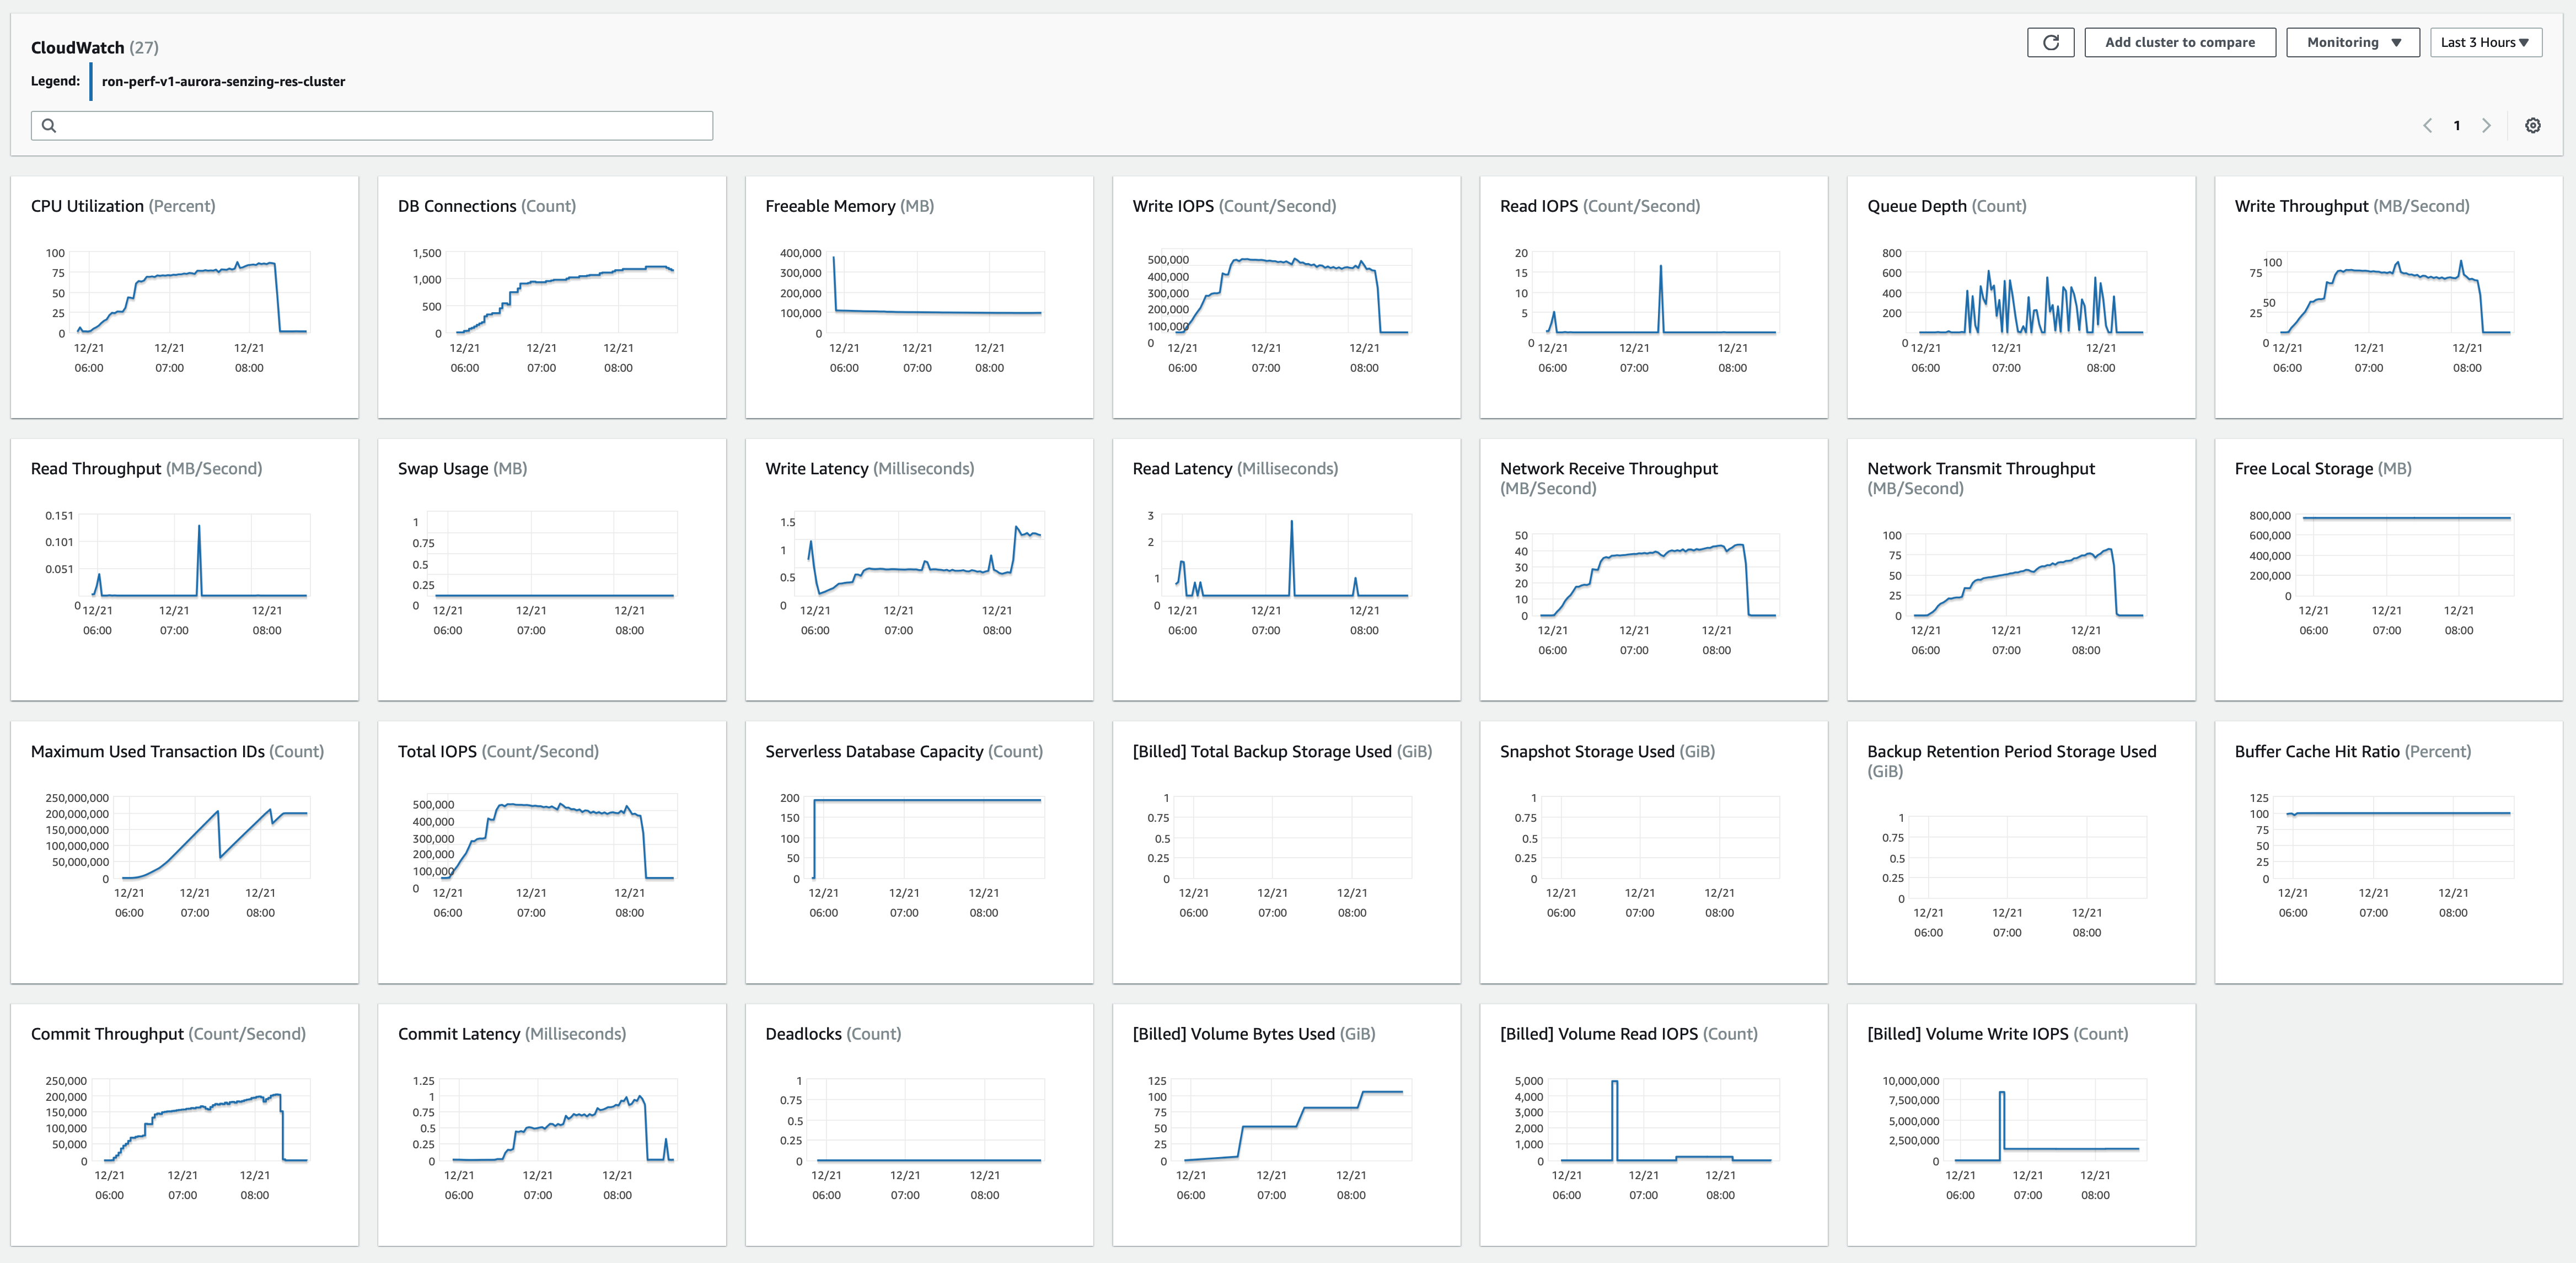 CloudWatch (27)
Add cluster to compare
Monitoring
Last 3 Hours
Legend: ron-perf-v1-aurora-senzing-res-cluster
1
CPU Utilization (Percent)
100
75
50
25
0
12/21 12/21 12/21
06:00 07:00 08:00
DB Connections (Count)
1,500
1,000
500
0
12/21 12/21 12/21
06:00 07:00 08:00
Freeable Memory (MB)
400,000
300,000
200,000
100,000
0
12/21 12/21 12/21
06:00 07:00 08:00
Write IOPS (Count/Second)
500,000
400,000
300,000
200,000
100,000
0 12/21 12/21 12/21
06:00 07:00 08:00
Read IOPS (Count/Second)
20
15
10
5
0 12/21 12/21 12/21
06:00 07:00 08:00
Queue Depth (Count)
800
600
400
200
0 12/21 12/21 12/21
06:00 07:00 08:00
Write Throughput (MB/Second)
100
75
50
25
0 12/21 12/21 12/21
06:00 07:00 08:00
Read Throughput (MB/Second)
0.151
0.101
0.051
0 12/21 12/21 12/21
06:00 07:00 08:00
Swap Usage (MB)
1
0.75
0.5
0.25
0 12/21 12/21 12/21
06:00 07:00 08:00
Write Latency (Milliseconds)
1.5
1
0.5
0 12/21 12/21 12/21
06:00 07:00 08:00
Read Latency (Milliseconds)
3
2
1
0 12/21 12/21 12/21
06:00 07:00 08:00
Network Receive Throughput
(MB/Second)
50
40
30
20
10
0
12/21 12/21 12/21
06:00 07:00 08:00
Network Transmit Throughput
(MB/Second)
100
75
50
25
0
12/21 12/21 12/21
06:00 07:00 08:00
Free Local Storage (MB)
800,000
600,000
400,000
200,000
0
12/21 12/21 12/21
06:00 07:00 08:00
Maximum Used Transaction IDs (Count)
250,000,000
200,000,000
150,000,000
100,000,000
50,000,000
0
12/21 12/21 12/21
06:00 07:00 08:00
Total IOPS (Count/Second)
500,000
400,000
300,000
200,000
100,000
0 12/21 12/21 12/21
06:00 07:00 08:00
Serverless Database Capacity (Count)
200
150
100
50
0
12/21 12/21 12/21
06:00 07:00 08:00
[Billed] Total Backup Storage Used (GiB)
1
0.75
0.5
0.25
0
12/21 12/21 12/21
06:00 07:00 08:00
Snapshot Storage Used (GiB)
1
0.75
0.5
0.25
0
12/21 12/21 12/21
06:00 07:00 08:00
Backup Retention Period Storage Used
(GiB)
1
0.75
0.5
0.25
0
12/21 12/21 12/21
06:00 07:00 08:00
Buffer Cache Hit Ratio (Percent)
125
100
75
50
25
0
12/21 12/21 12/21
06:00 07:00 08:00
Commit Throughput (Count/Second)
250,000
200,000
150,000
100,000
50,000
0
12/21 12/21 12/21
06:00 07:00 08:00
Commit Latency (Milliseconds)
1.25
1
0.75
0.5
0.25
0
12/21 12/21 12/21
06:00 07:00 08:00
Deadlocks (Count)
1
0.75
0.5
0.25
0
12/21 12/21 12/21
06:00 07:00 08:00
[Billed] Volume Bytes Used (GiB)
125
100
75
50
25
0
12/21 12/21 12/21
06:00 07:00 08:00
[Billed] Volume Read IOPS (Count)
5,000
4,000
3,000
2,000
1,000
0
12/21 12/21 12/21
06:00 07:00 08:00
[Billed] Volume Write IOPS (Count)
10,000,000
7,500,000
5,000,000
2,500,000
0
12/21 12/21 12/21
06:00 07:00 08:00